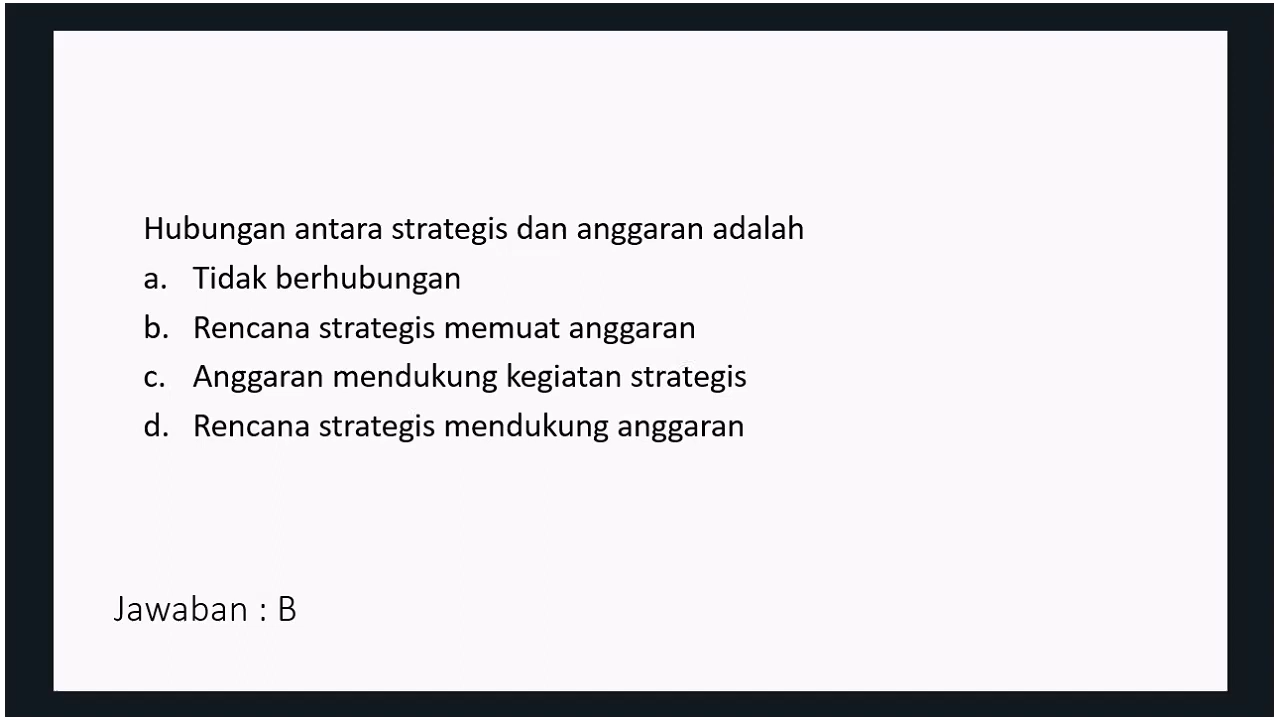 Hubungan antara strategis dan anggaran adalah
a. Tidak berhubungan
b. Rencana strategis memuat anggaran
c. Anggaran mendukung kegiatan strategis
d. Rencana strategis mendukung anggaran
Jawaban : B